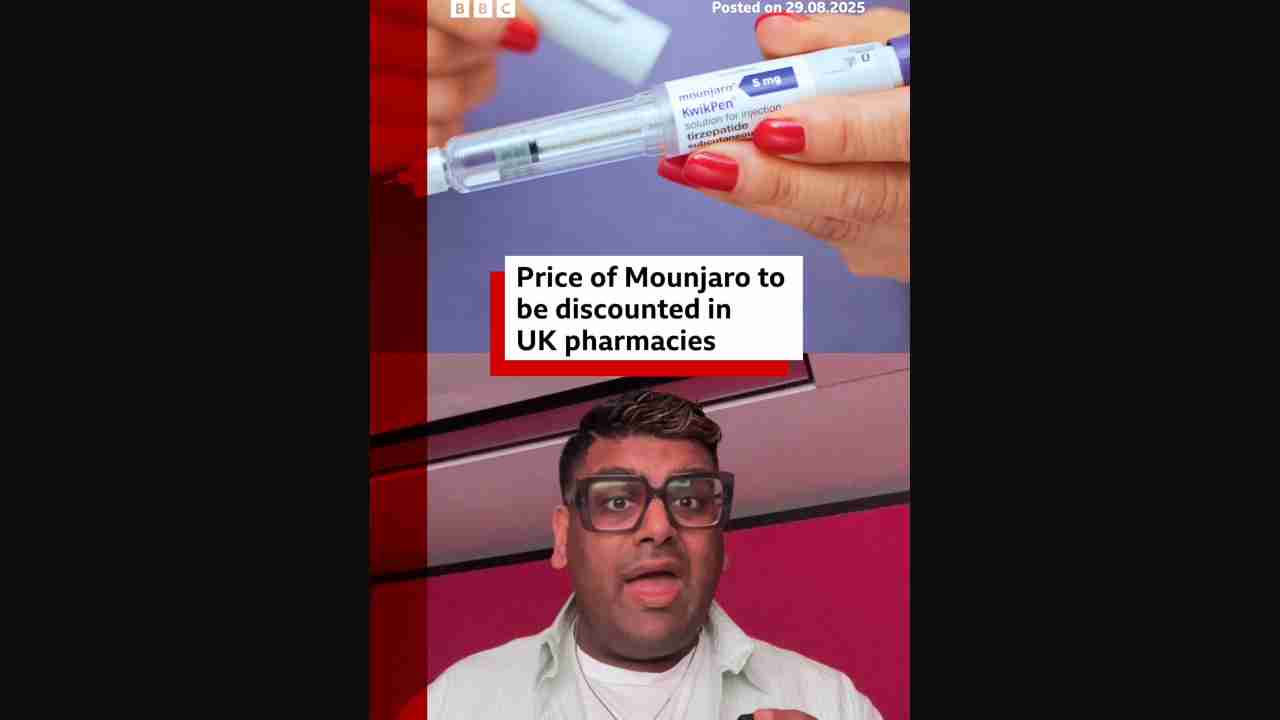 BBC
Posted on 29.08.2025
mounjaro
5 mg
KwikPen
solution for injection
tirzepatide
subcutaneous
Price of Mounjaro to
be discounted in
UK pharmacies